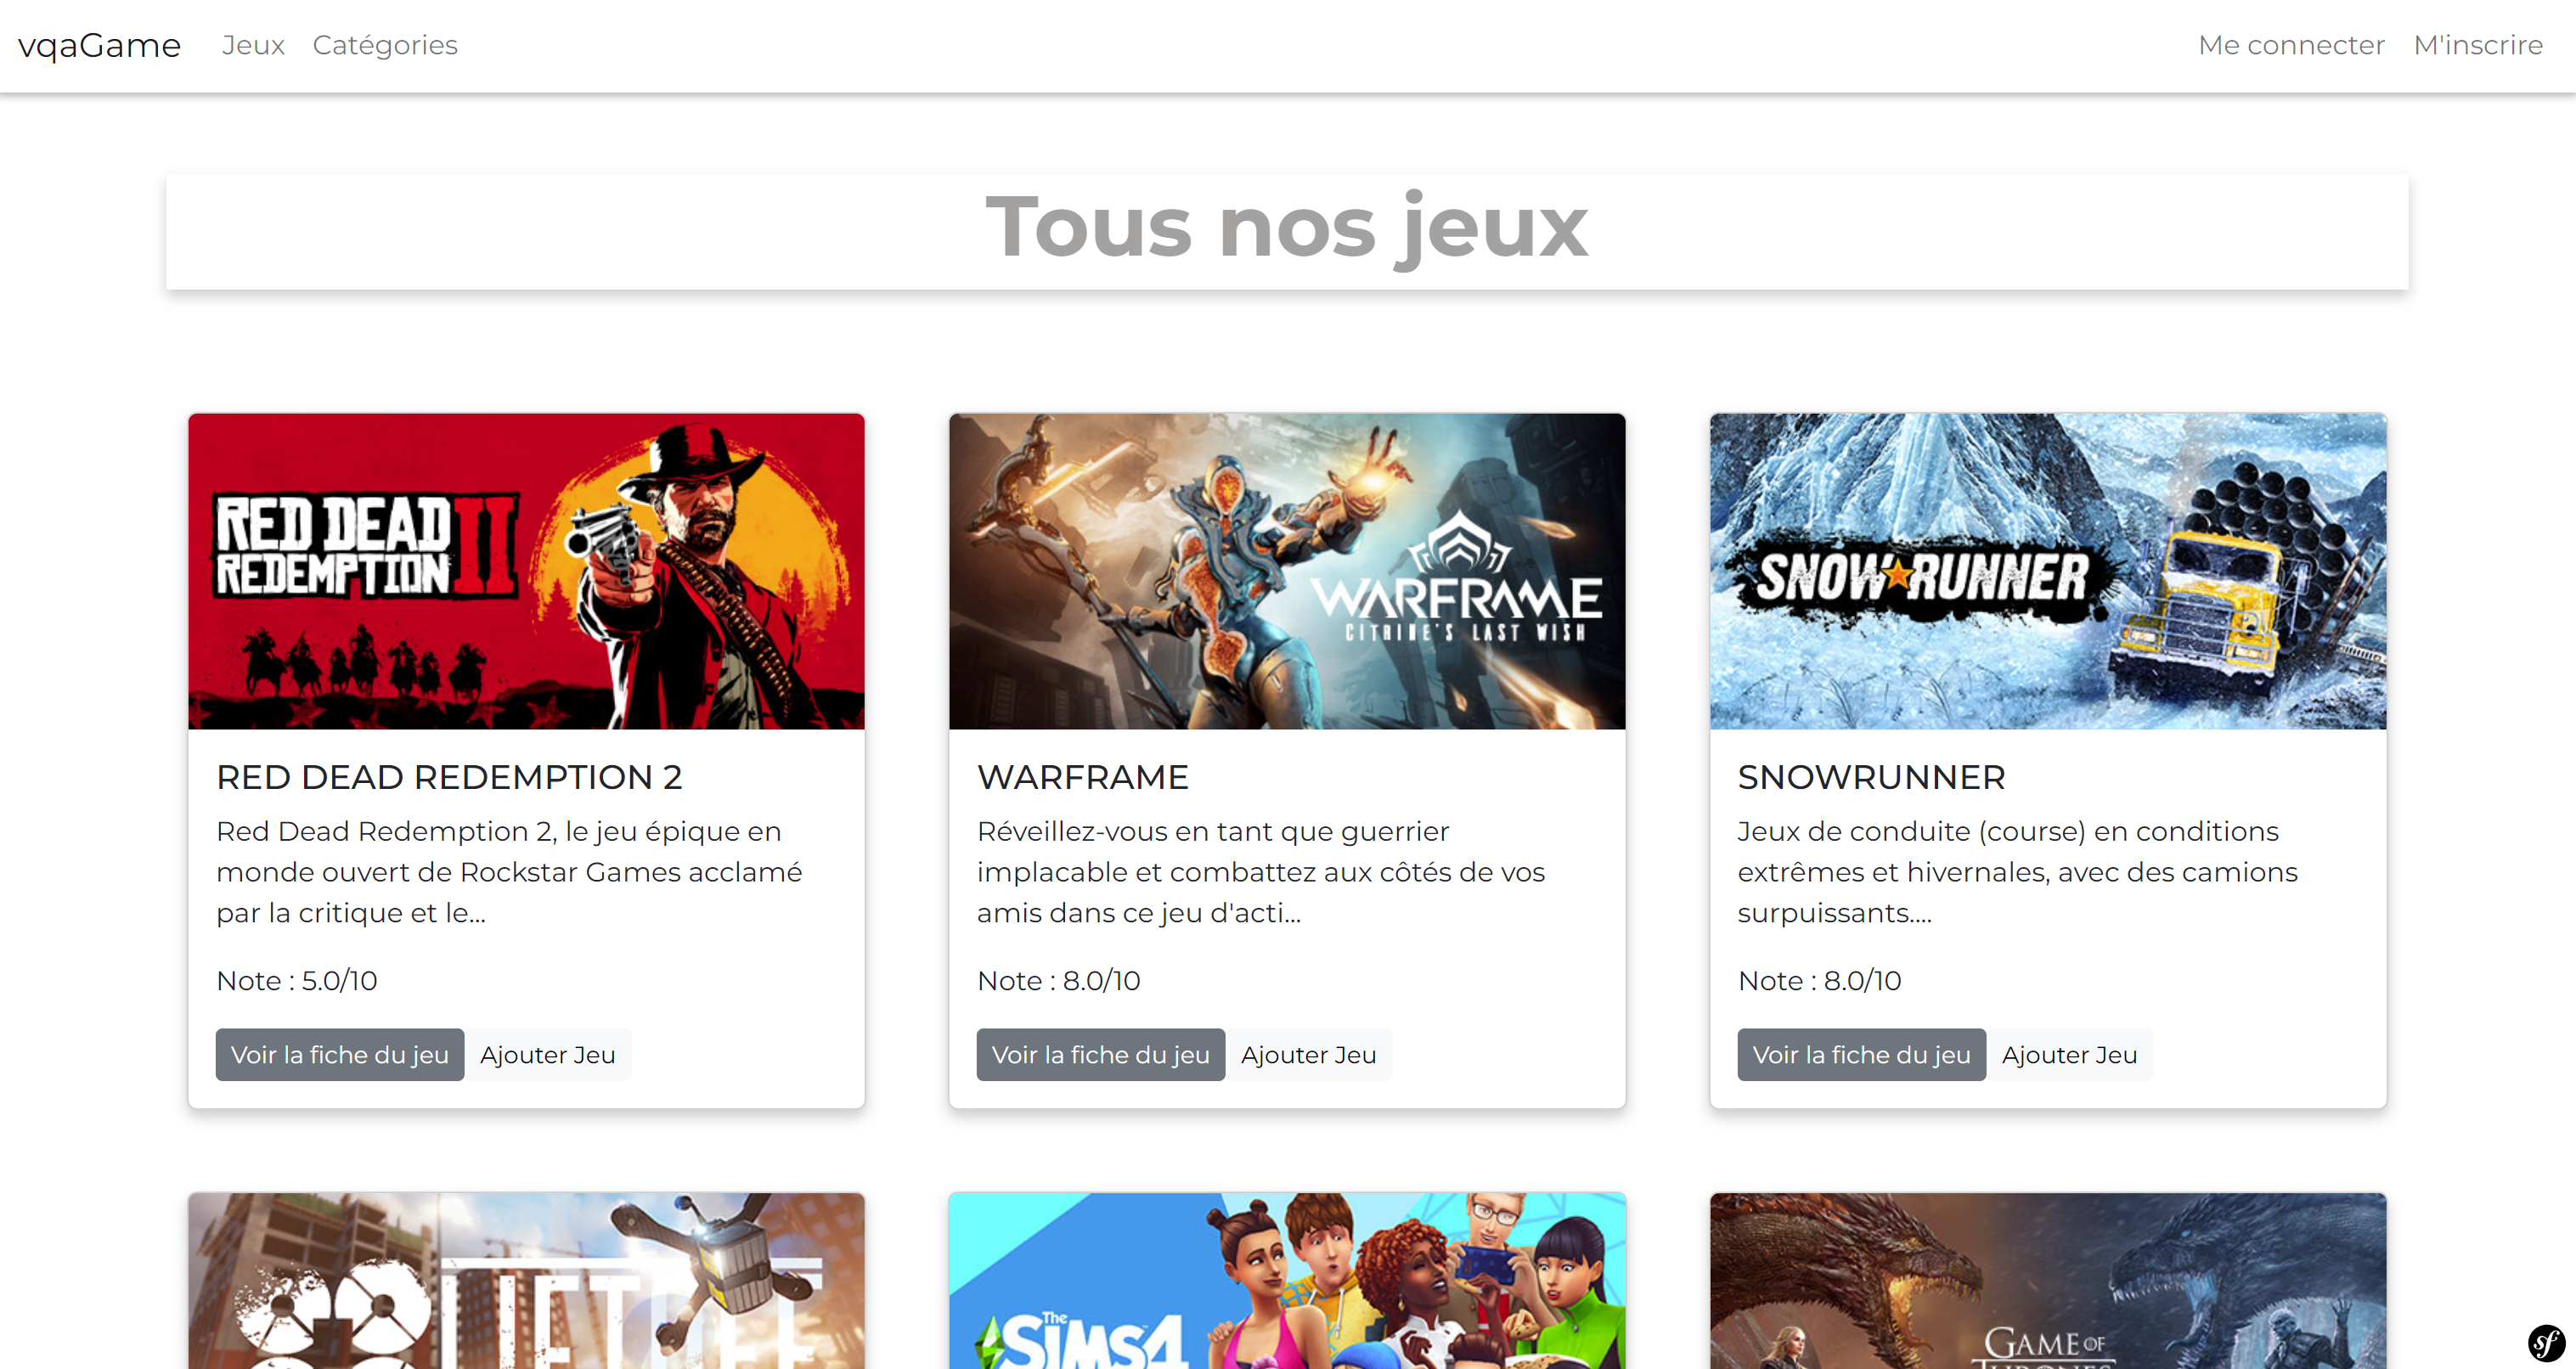 vqaGame Jeux Catégories Me connecter M'inscrire
Tous nos jeux
RED DEAD II
REDEMPTION
WARFRAME
CITRINE'S LAST WISH
SNOW RUNNER
RED DEAD REDEMPTION 2
Red Dead Redemption 2, le jeu épique en
monde ouvert de Rockstar Games acclamé
par la critique et le...
Note : 5.0/10
Voir la fiche du jeu Ajouter Jeu
WARFRAME
Réveillez-vous en tant que guerrier
implacable et combattez aux côtés de vos
amis dans ce jeu d'acti...
Note : 8.0/10
Voir la fiche du jeu Ajouter Jeu
SNOWRUNNER
Jeux de conduite (course) en conditions
extrêmes et hivernales, avec des camions
surpuissants....
Note : 8.0/10
Voir la fiche du jeu Ajouter Jeu
The
SIMS4
GAME OF
THRONES
sf